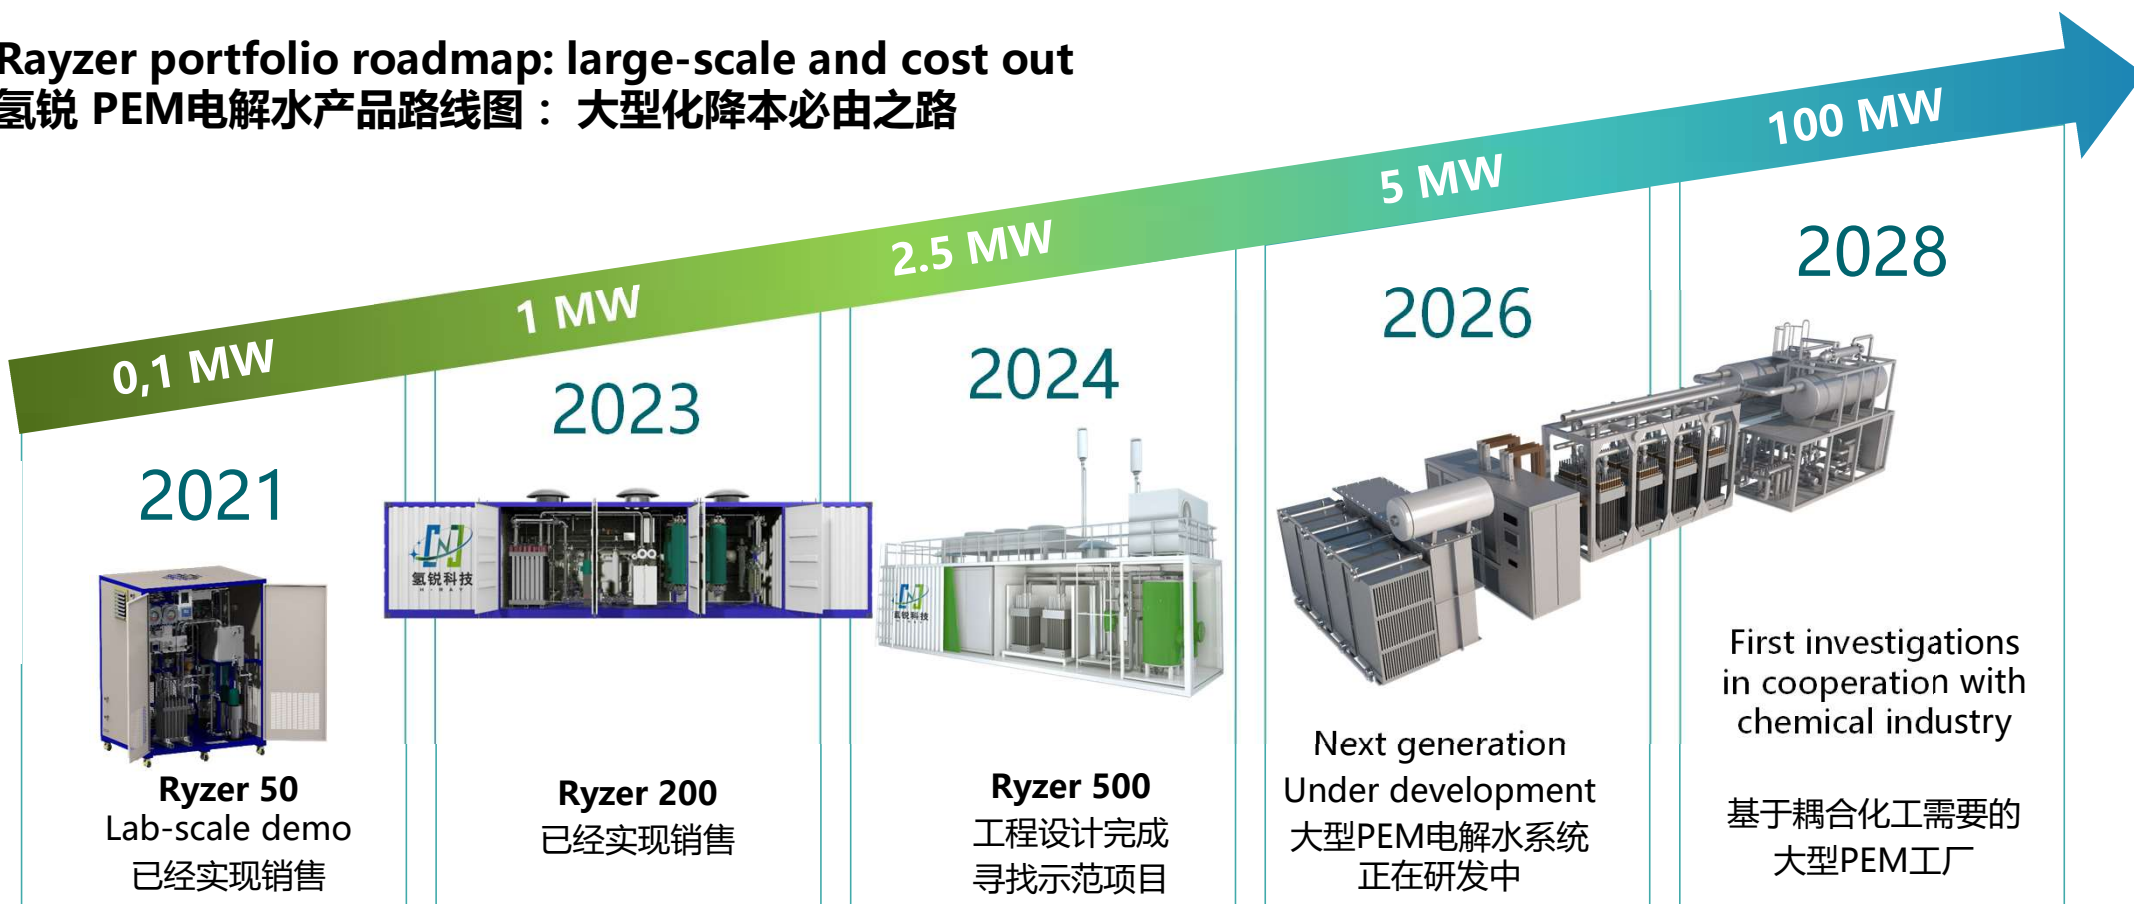 Rayzer portfolio roadmap: large-scale and cost out
氢锐 PEM电解水产品路线图： 大型化降本必由之路
0,1 MW
1 MW
2.5 MW
5 MW
100 MW
2021
Ryzer 50
Lab-scale demo
已经实现销售
2023
氢锐科技
H-RAY
Ryzer 200
已经实现销售
2024
氢锐科技
Ryzer 500
工程设计完成
寻找示范项目
2026
Next generation
Under development
大型PEM电解水系统
正在研发中
2028
First investigations
in cooperation with
chemical industry
基于耦合化工需要的
大型PEM工厂